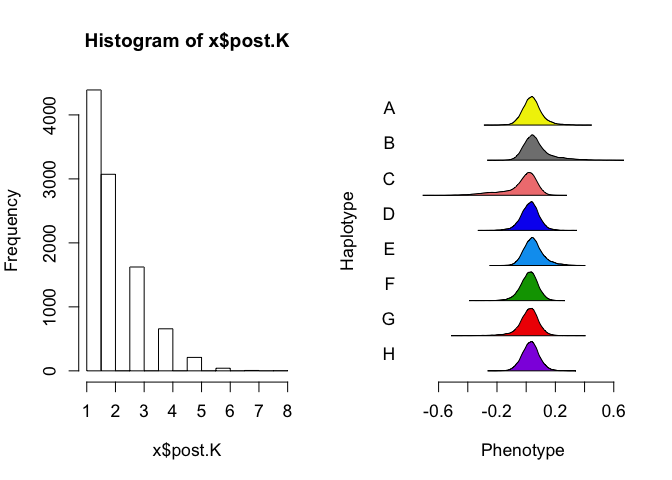 Histogram of x$post.K
Frequency
0
1000
2000
3000
4000
1 2 3 4 5 6 7 8
x$post.K
Haplotype
A
B
C
D
E
F
G
H
-0.6 -0.2 0.2 0.6
Phenotype